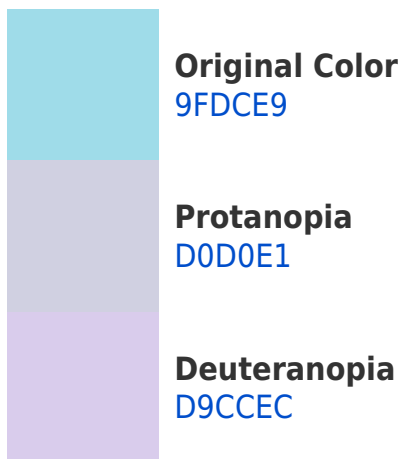 Original Color
9FDCE9
Protanopia
D0D0E1
Deuteranopia
D9CCEC